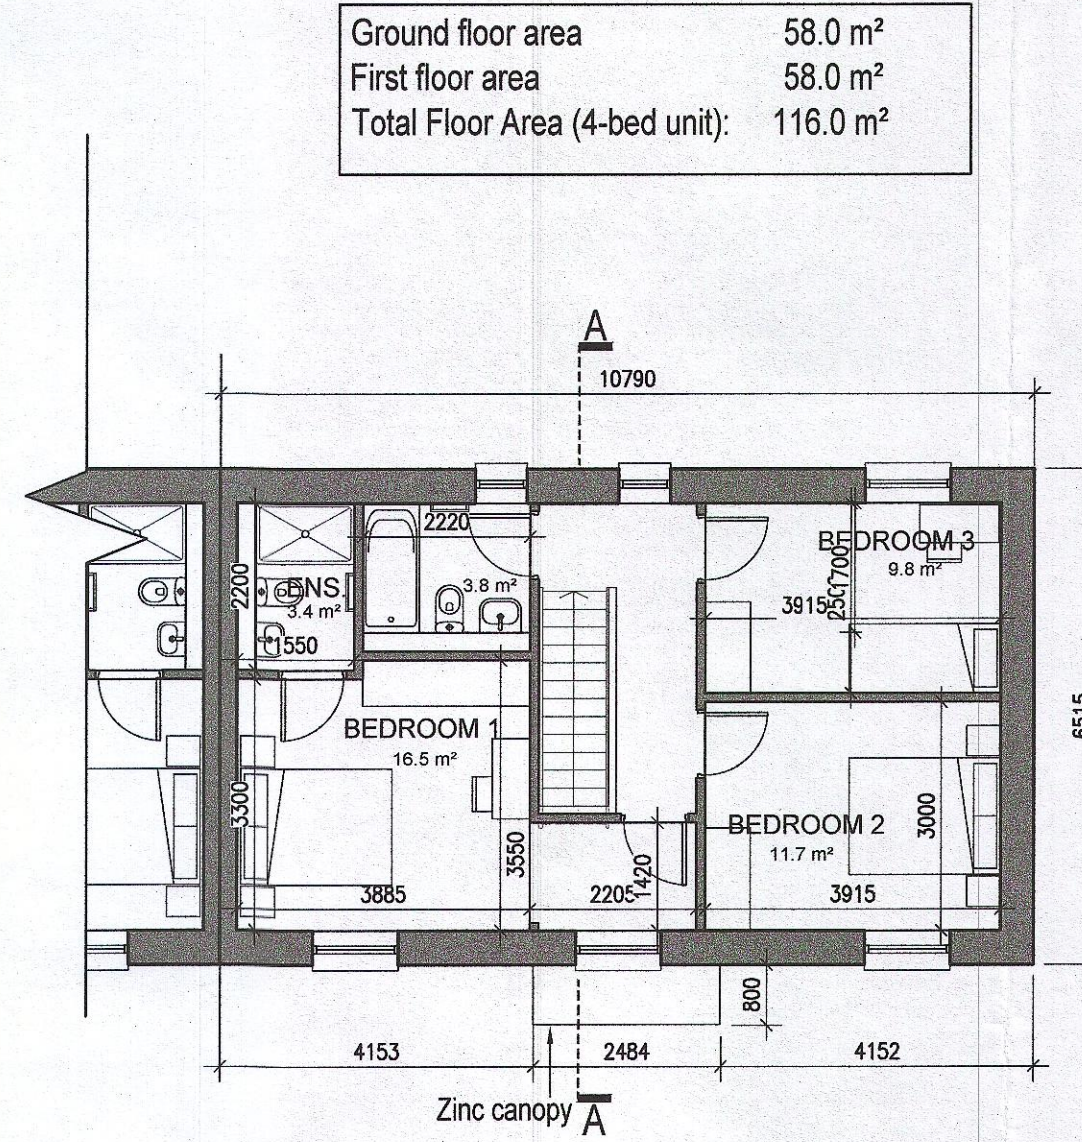 Ground floor area 58.0 m²
First floor area 58.0 m²
Total Floor Area (4-bed unit): 116.0 m²
A
10790
2220
BEDROOM 3
9.8 m²
2200
ENS.
3.4 m²
3.8 m²
1700
3915
1550
BEDROOM 1
16.5 m²
6515
3300
3550
BEDROOM 2
11.7 m²
3000
1420
3885
2205
3915
800
4153
2484
4152
Zinc canopy
A